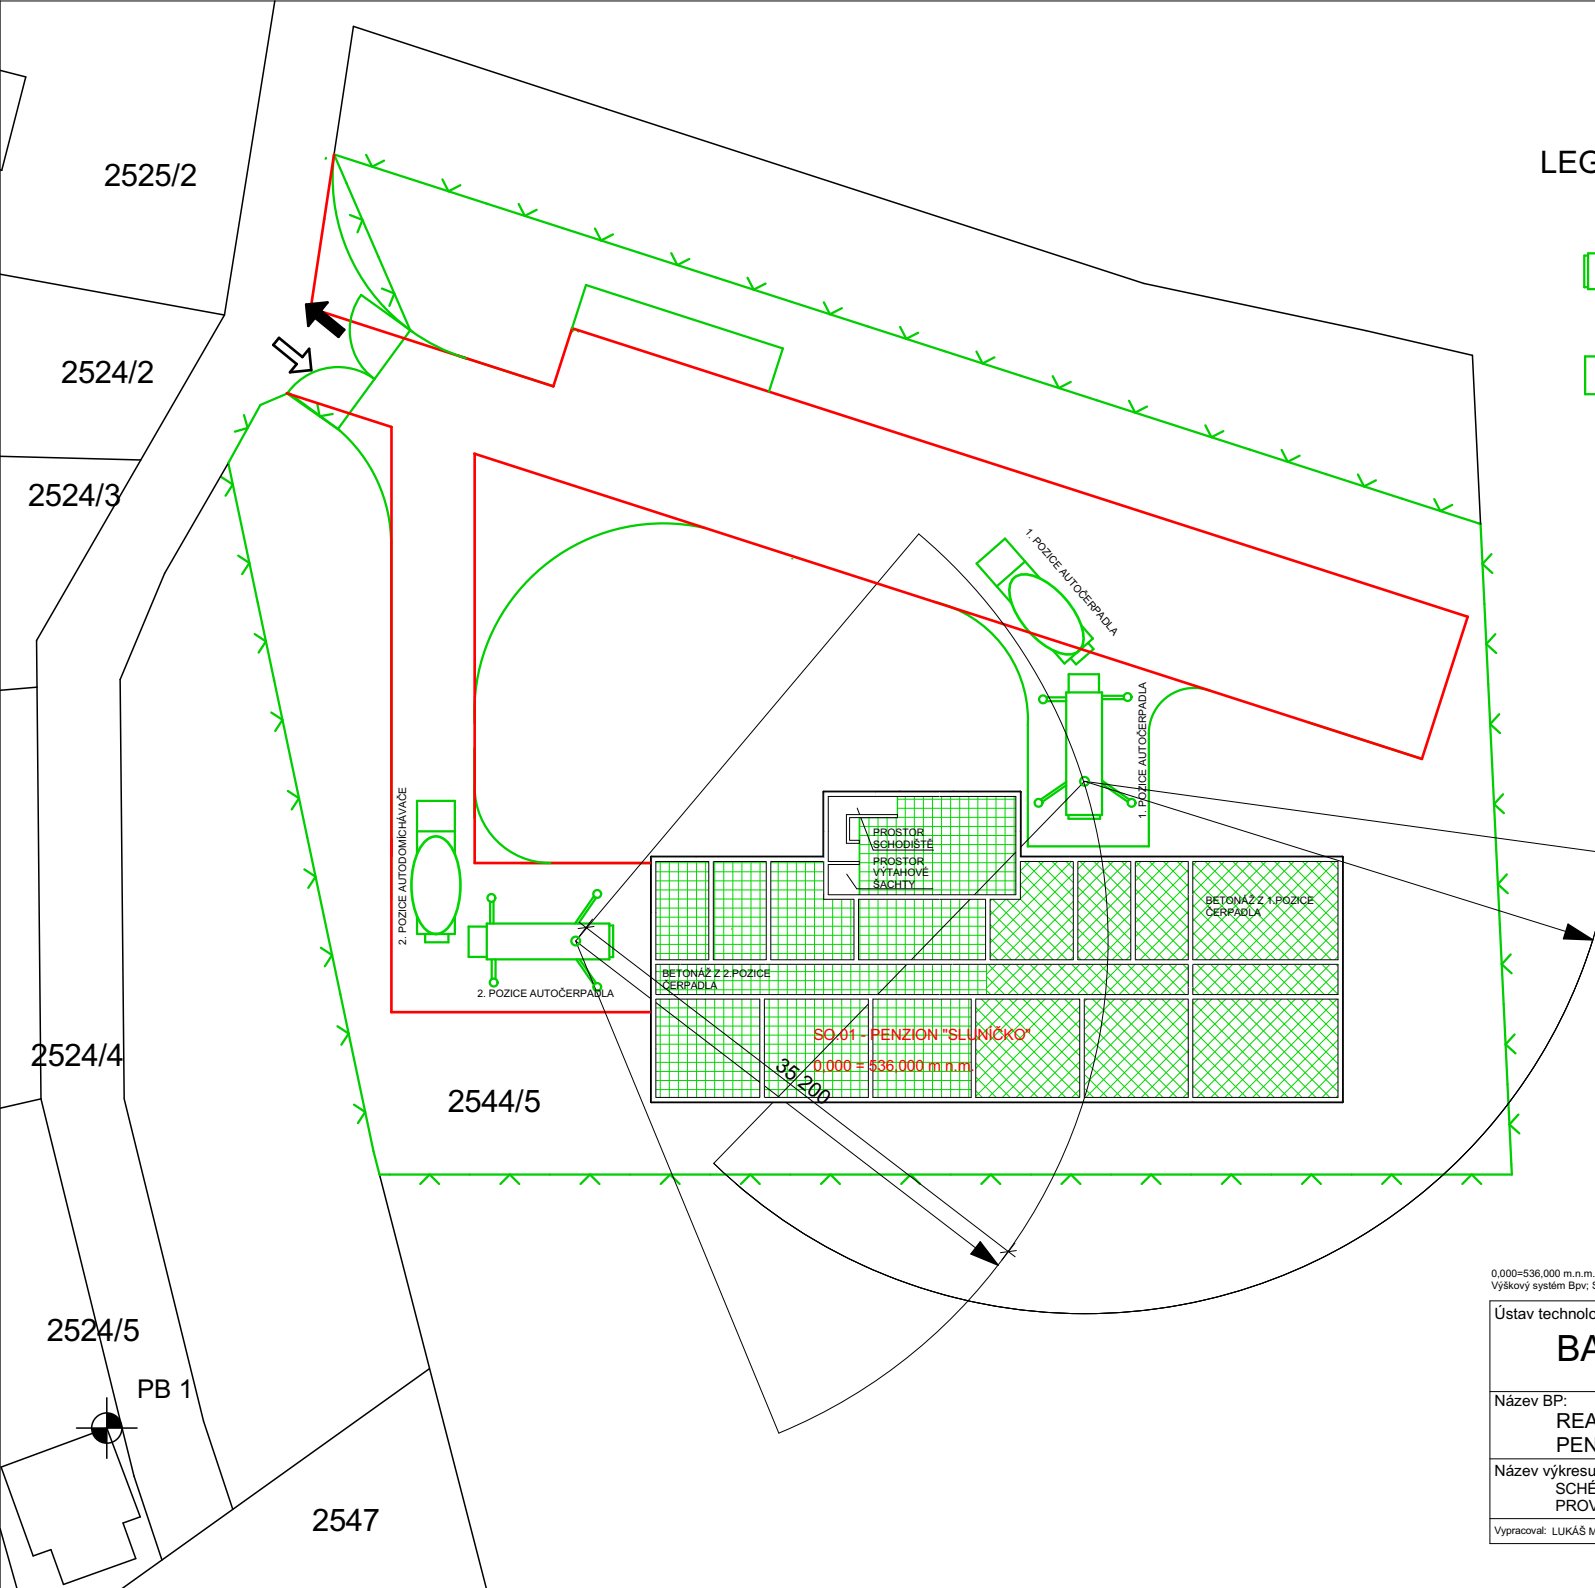 2525/2
LEG
2524/2
2524/3
1. POZICE AUTOČERPADLA
1. POZICE AUTOČERPADLA
2. POZICE AUTODOMÍCHÁVAČE
PROSTOR
SCHODIŠTĚ
PROSTOR
VÝTAHOVÉ
ŠACHTY
BETONÁŽ Z 1.POZICE
ČERPADLA
BETONÁŽ Z 2.POZICE
ČERPADLA
2. POZICE AUTOČERPADLA
SO.01 - PENZION "SLUNÍČKO"
0,000 = 536,000 m n.m.
35,200
2524/4
2544/5
2524/5
PB 1
2547
0,000=536,000 m.n.m.
Výškový systém Bpv; S
Ústav technolo
BA
Název BP:
REA
PEN
Název výkresu
SCHÉ
PROV
Vypracoval: LUKÁŠ M